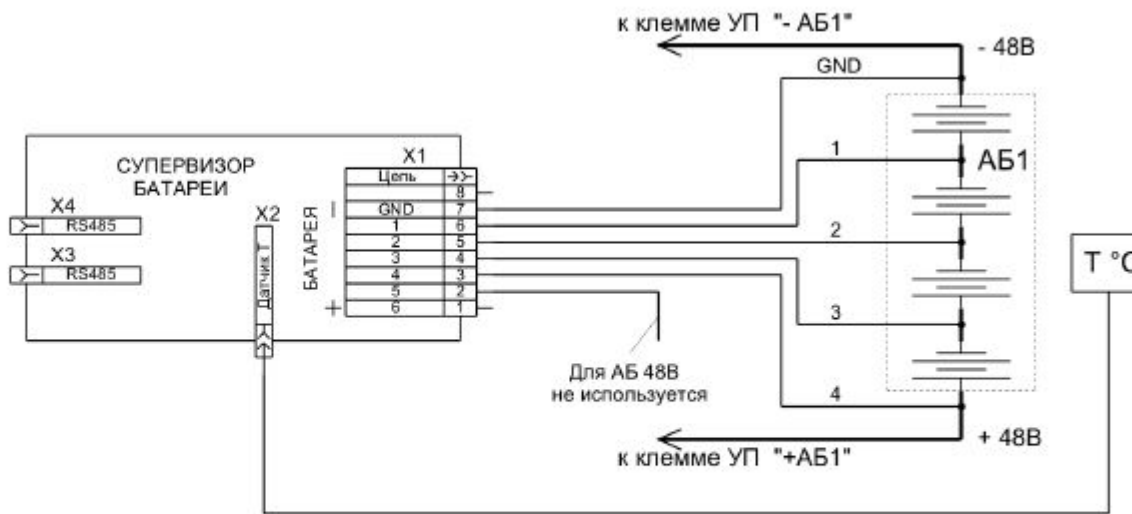 к клемме УП "- АБ1"
- 48В
GND
СУПЕРВИЗОР
БАТАРЕИ
X1
Цепь
8
GND 7
1 6
2 5
3 4
4 3
5 2
6 1
БАТАРЕЯ
X4
RS485
X3
RS485
X2
Датчик Т
1
АБ1
2
3
4
T °C
Для АБ 48В
не используется
+ 48В
к клемме УП "+АБ1"